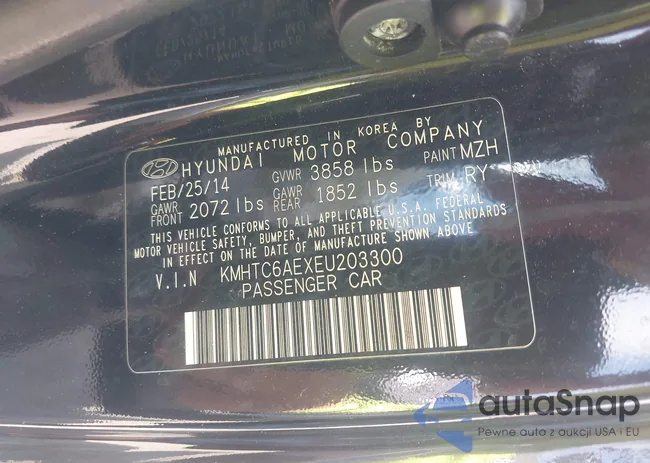 MANUFACTURED IN KOREA BY
HYUNDAI MOTOR COMPANY
FEB/25/14 GVWR 3858 lbs PAINT MZH
GAWR FRONT 2072 lbs GAWR REAR 1852 lbs TRIM RY
THIS VEHICLE CONFORMS TO ALL APPLICABLE U.S.A. FEDERAL
MOTOR VEHICLE SAFETY, BUMPER, AND THEFT PREVENTION STANDARDS
IN EFFECT ON THE DATE OF MANUFACTURE SHOWN ABOVE
V.I.N KMHTC6AEXEU203300
PASSENGER CAR
autaSnap
Pewne auto z aukcji USA i EU